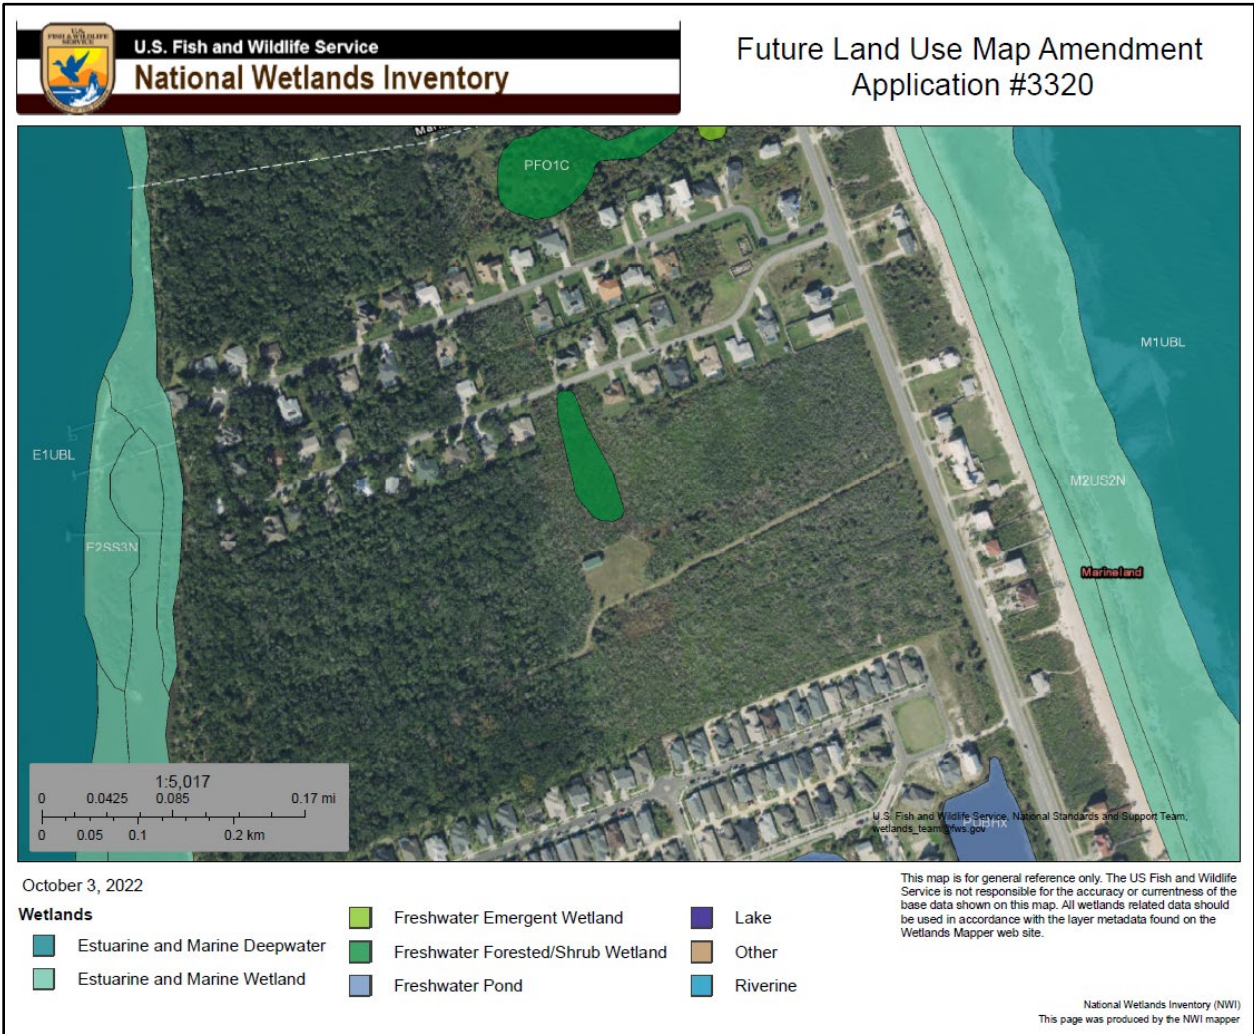 U.S.
FISH & WILDLIFE
SERVICE
U.S. Fish and Wildlife Service
National Wetlands Inventory
Future Land Use Map Amendment
Application #3320
PFO1C
M1UBL
E1UBL
M2US2N
E2SS3N
Marineland
1:5,017
0 0.0425 0.085 0.17 mi
0 0.05 0.1 0.2 km
U.S. Fish and Wildlife Service, National Standards and Support Team,
wetlands_team@fws.gov
PUBHx
October 3, 2022
Wetlands
Estuarine and Marine Deepwater
Estuarine and Marine Wetland
Freshwater Emergent Wetland
Freshwater Forested/Shrub Wetland
Freshwater Pond
Lake
Other
Riverine
This map is for general reference only. The US Fish and Wildlife
Service is not responsible for the accuracy or currentness of the
base data shown on this map. All wetlands related data should
be used in accordance with the layer metadata found on the
Wetlands Mapper web site.
National Wetlands Inventory (NWI)
This page was produced by the NWI mapper